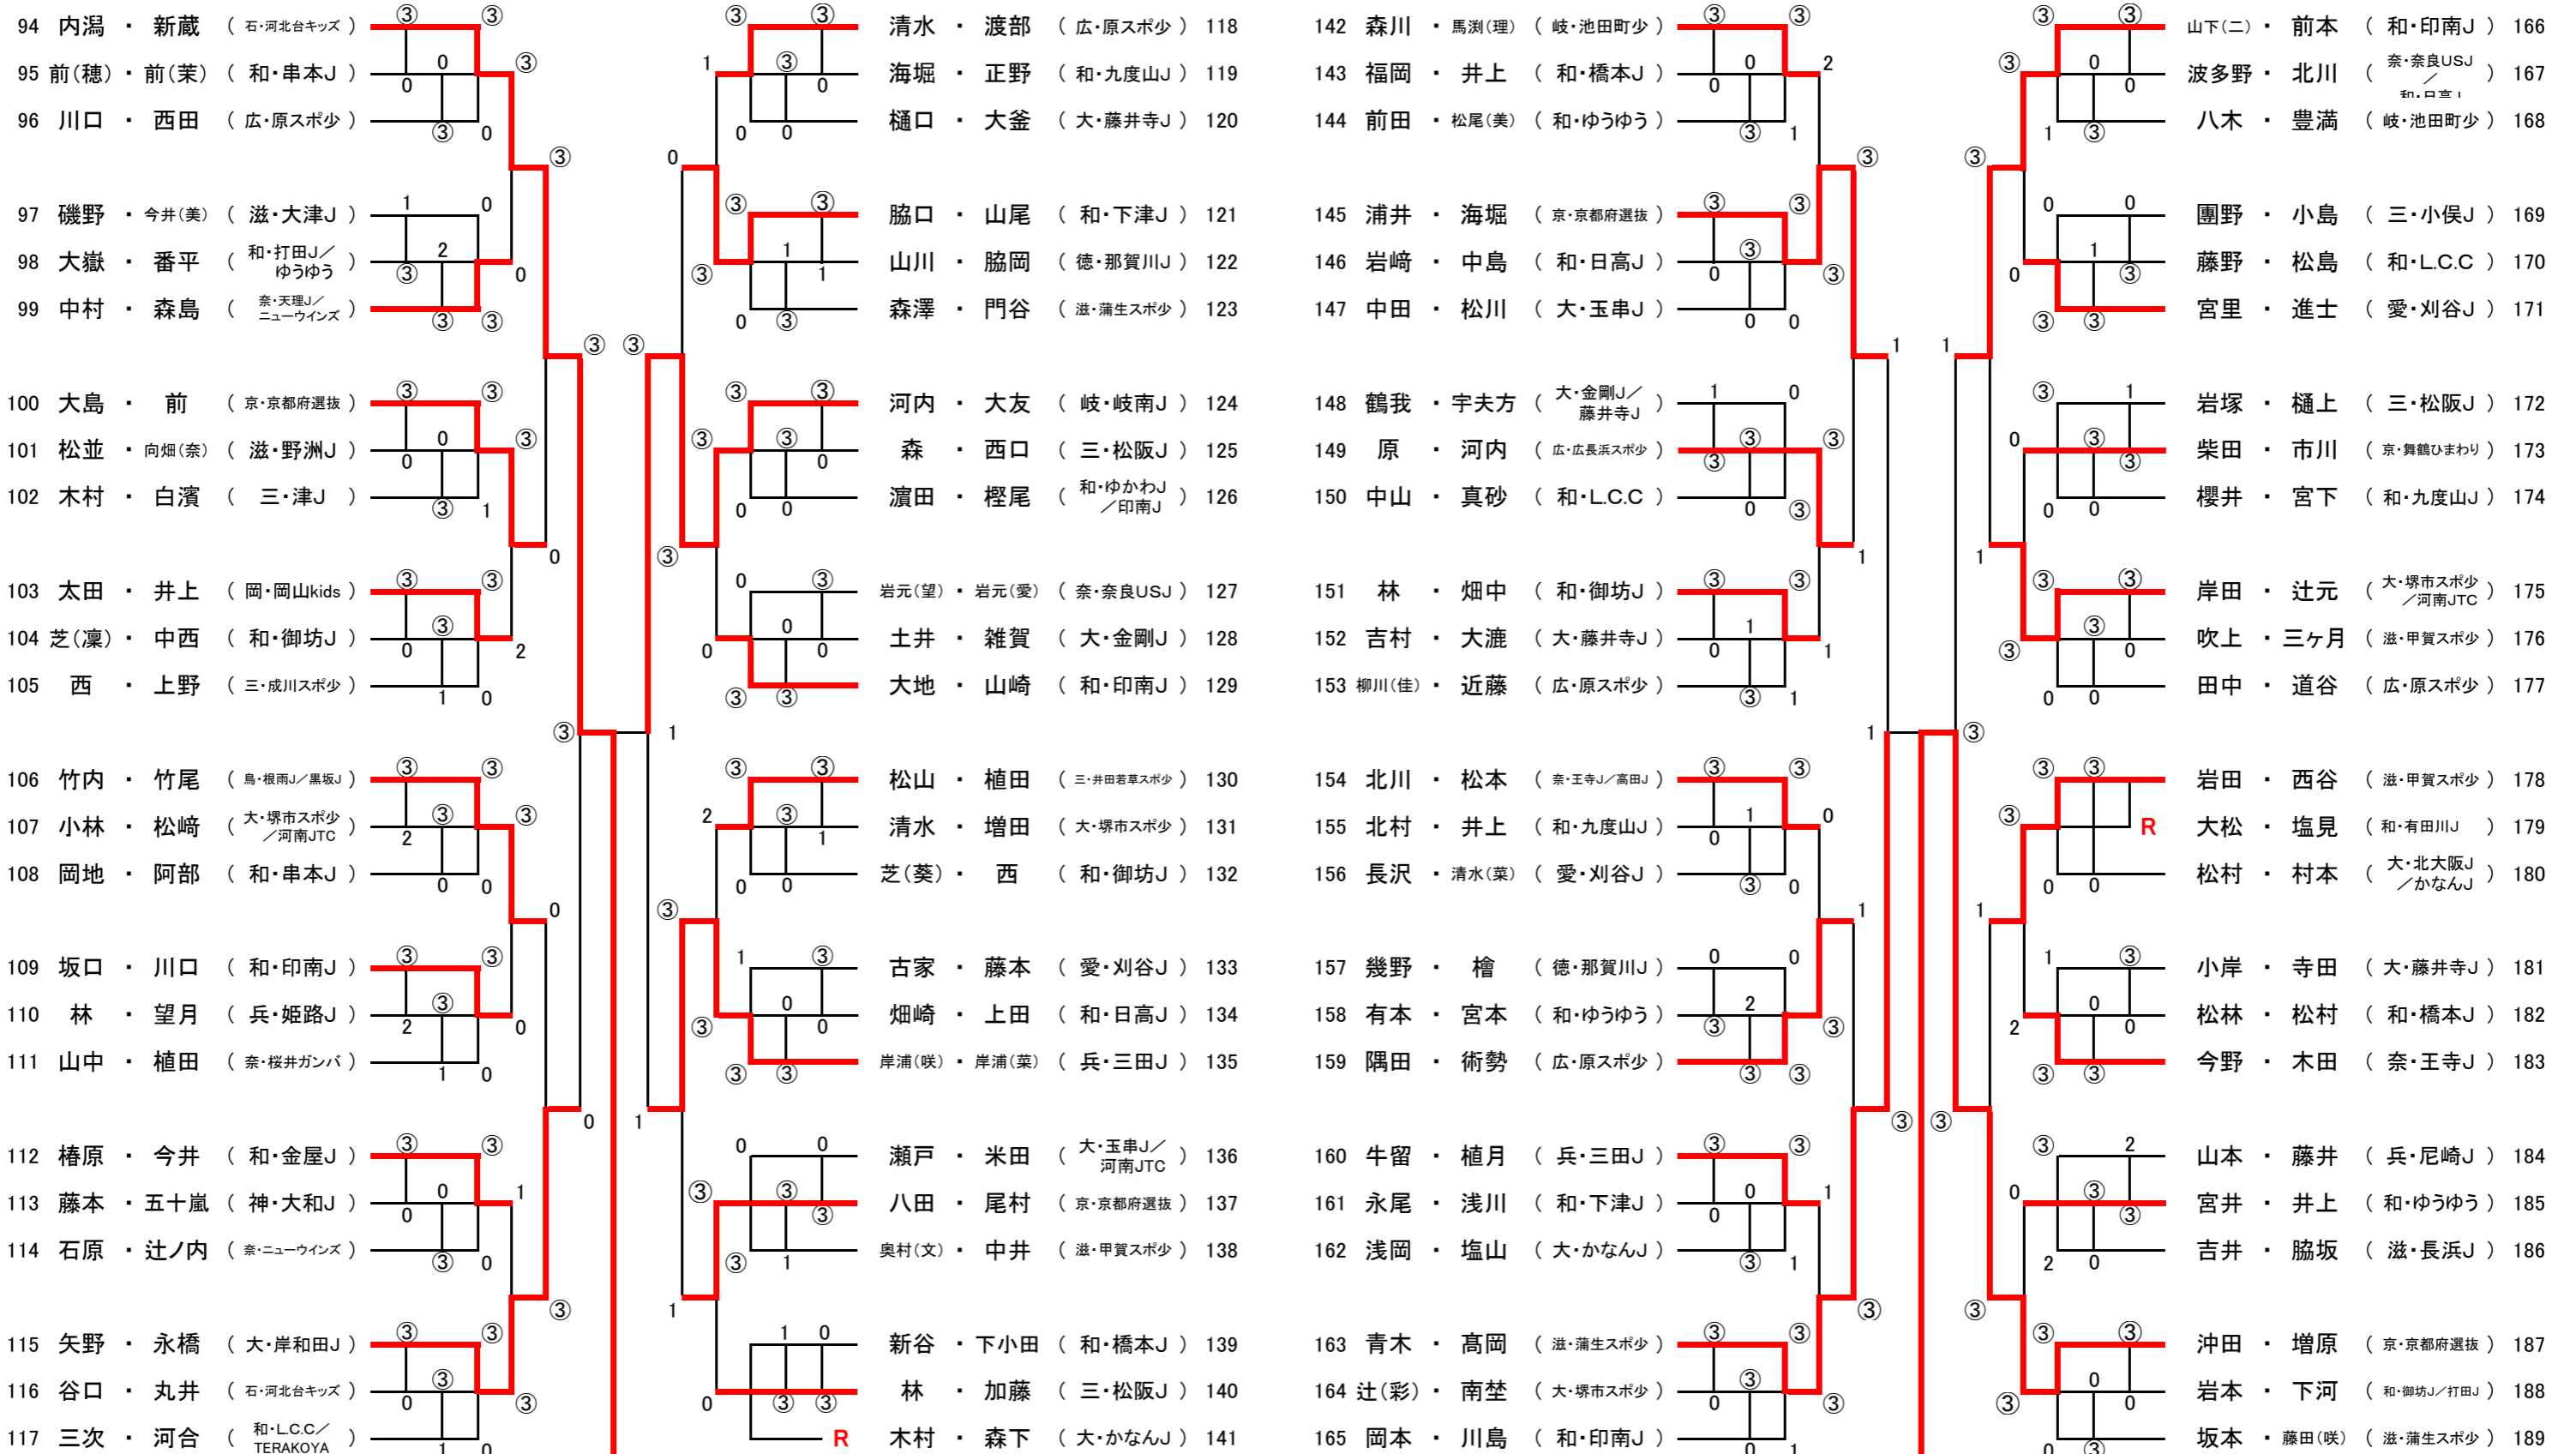 94 内潟 ・ 新蔵 （ 石・河北台キッズ ）
95 前(穂) ・ 前(茉) （ 和・串本J ）
96 川口 ・ 西田 （ 広・原スポ少 ）
97 磯野 ・ 今井(美) （ 滋・大津J ）
98 大嶽 ・ 番平 （ 和・打田J／ゆうゆう ）
99 中村 ・ 森島 （ 奈・天理J／ニューウインズ ）
100 大島 ・ 前 （ 京・京都府選抜 ）
101 松並 ・ 向畑(奈) （ 滋・野洲J ）
102 木村 ・ 白濱 （ 三・津J ）
103 太田 ・ 井上 （ 岡・岡山kids ）
104 芝(凜) ・ 中西 （ 和・御坊J ）
105 西 ・ 上野 （ 三・成川スポ少 ）
106 竹内 ・ 竹尾 （ 鳥・根雨J／黒坂J ）
107 小林 ・ 松﨑 （ 大・堺市スポ少／河南JTC ）
108 岡地 ・ 阿部 （ 和・串本J ）
109 坂口 ・ 川口 （ 和・印南J ）
110 林 ・ 望月 （ 兵・姫路J ）
111 山中 ・ 植田 （ 奈・桜井ガンバ ）
112 椿原 ・ 今井 （ 和・金屋J ）
113 藤本 ・ 五十嵐 （ 神・大和J ）
114 石原 ・ 辻ノ内 （ 奈・ニューウインズ ）
115 矢野 ・ 永橋 （ 大・岸和田J ）
116 谷口 ・ 丸井 （ 石・河北台キッズ ）
117 三次 ・ 河合 （ 和・L.C.C／TERAKOYA ）
清水 ・ 渡部 （ 広・原スポ少 ） 118
海堀 ・ 正野 （ 和・九度山J ） 119
樋口 ・ 大釜 （ 大・藤井寺J ） 120
脇口 ・ 山尾 （ 和・下津J ） 121
山川 ・ 脇岡 （ 徳・那賀川J ） 122
森澤 ・ 門谷 （ 滋・蒲生スポ少 ） 123
河内 ・ 大友 （ 岐・岐南J ） 124
森 ・ 西口 （ 三・松阪J ） 125
濵田 ・ 樫尾 （ 和・ゆかわJ／印南J ） 126
岩元(望) ・ 岩元(愛) （ 奈・奈良USJ ） 127
土井 ・ 雑賀 （ 大・金剛J ） 128
大地 ・ 山崎 （ 和・印南J ） 129
松山 ・ 植田 （ 三・井田若草スポ少 ） 130
清水 ・ 増田 （ 大・堺市スポ少 ） 131
芝(葵) ・ 西 （ 和・御坊J ） 132
古家 ・ 藤本 （ 愛・刈谷J ） 133
畑崎 ・ 上田 （ 和・日高J ） 134
岸浦(咲) ・ 岸浦(菜) （ 兵・三田J ） 135
瀬戸 ・ 米田 （ 大・玉串J／河南JTC ） 136
八田 ・ 尾村 （ 京・京都府選抜 ） 137
奥村(文) ・ 中井 （ 滋・甲賀スポ少 ） 138
新谷 ・ 下小田 （ 和・橋本J ） 139
林 ・ 加藤 （ 三・松阪J ） 140
R 木村 ・ 森下 （ 大・かなんJ ） 141
142 森川 ・ 馬渕(理) （ 岐・池田町少 ）
143 福岡 ・ 井上 （ 和・橋本J ）
144 前田 ・ 松尾(美) （ 和・ゆうゆう ）
145 浦井 ・ 海堀 （ 京・京都府選抜 ）
146 岩﨑 ・ 中島 （ 和・日高J ）
147 中田 ・ 松川 （ 大・玉串J ）
148 鶴我 ・ 宇夫方 （ 大・金剛J／藤井寺J ）
149 原 ・ 河内 （ 広・広長浜スポ少 ）
150 中山 ・ 真砂 （ 和・L.C.C ）
151 林 ・ 畑中 （ 和・御坊J ）
152 吉村 ・ 大漉 （ 大・藤井寺J ）
153 柳川(佳) ・ 近藤 （ 広・原スポ少 ）
154 北川 ・ 松本 （ 奈・王寺J／高田J ）
155 北村 ・ 井上 （ 和・九度山J ）
156 長沢 ・ 清水(菜) （ 愛・刈谷J ）
157 幾野 ・ 檜 （ 徳・那賀川J ）
158 有本 ・ 宮本 （ 和・ゆうゆう ）
159 隅田 ・ 術勢 （ 広・原スポ少 ）
160 牛留 ・ 植月 （ 兵・三田J ）
161 永尾 ・ 浅川 （ 和・下津J ）
162 浅岡 ・ 塩山 （ 大・かなんJ ）
163 青木 ・ 髙岡 （ 滋・蒲生スポ少 ）
164 辻(彩) ・ 南埜 （ 大・堺市スポ少 ）
165 岡本 ・ 川島 （ 和・印南J ）
山下(二) ・ 前本 （ 和・印南J ） 166
波多野 ・ 北川 （ 奈・奈良USJ／和・日高J ） 167
八木 ・ 豊満 （ 岐・池田町少 ） 168
團野 ・ 小島 （ 三・小俣J ） 169
藤野 ・ 松島 （ 和・L.C.C ） 170
宮里 ・ 進士 （ 愛・刈谷J ） 171
岩塚 ・ 樋上 （ 三・松阪J ） 172
柴田 ・ 市川 （ 京・舞鶴ひまわり ） 173
櫻井 ・ 宮下 （ 和・九度山J ） 174
岸田 ・ 辻元 （ 大・堺市スポ少／河南JTC ） 175
吹上 ・ 三ヶ月 （ 滋・甲賀スポ少 ） 176
田中 ・ 道谷 （ 広・原スポ少 ） 177
岩田 ・ 西谷 （ 滋・甲賀スポ少 ） 178
R 大松 ・ 塩見 （ 和・有田川J ） 179
松村 ・ 村本 （ 大・北大阪J／かなんJ ） 180
小岸 ・ 寺田 （ 大・藤井寺J ） 181
松林 ・ 松村 （ 和・橋本J ） 182
今野 ・ 木田 （ 奈・王寺J ） 183
山本 ・ 藤井 （ 兵・尼崎J ） 184
宮井 ・ 井上 （ 和・ゆうゆう ） 185
吉井 ・ 脇坂 （ 滋・長浜J ） 186
沖田 ・ 増原 （ 京・京都府選抜 ） 187
岩本 ・ 下河 （ 和・御坊J／打田J ） 188
坂本 ・ 藤田(咲) （ 滋・蒲生スポ少 ） 189